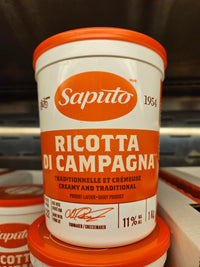 Saputo
1954
RICOTTA
DI CAMPAGNA
TRADITIONNELLE ET CRÉMEUSE
CREAMY AND TRADITIONAL
PRODUIT LAITIER • DAIRY PRODUCT
FROMAGER / CHEESEMAKER
11% M.G.
M.F.
1 kg
Saputo